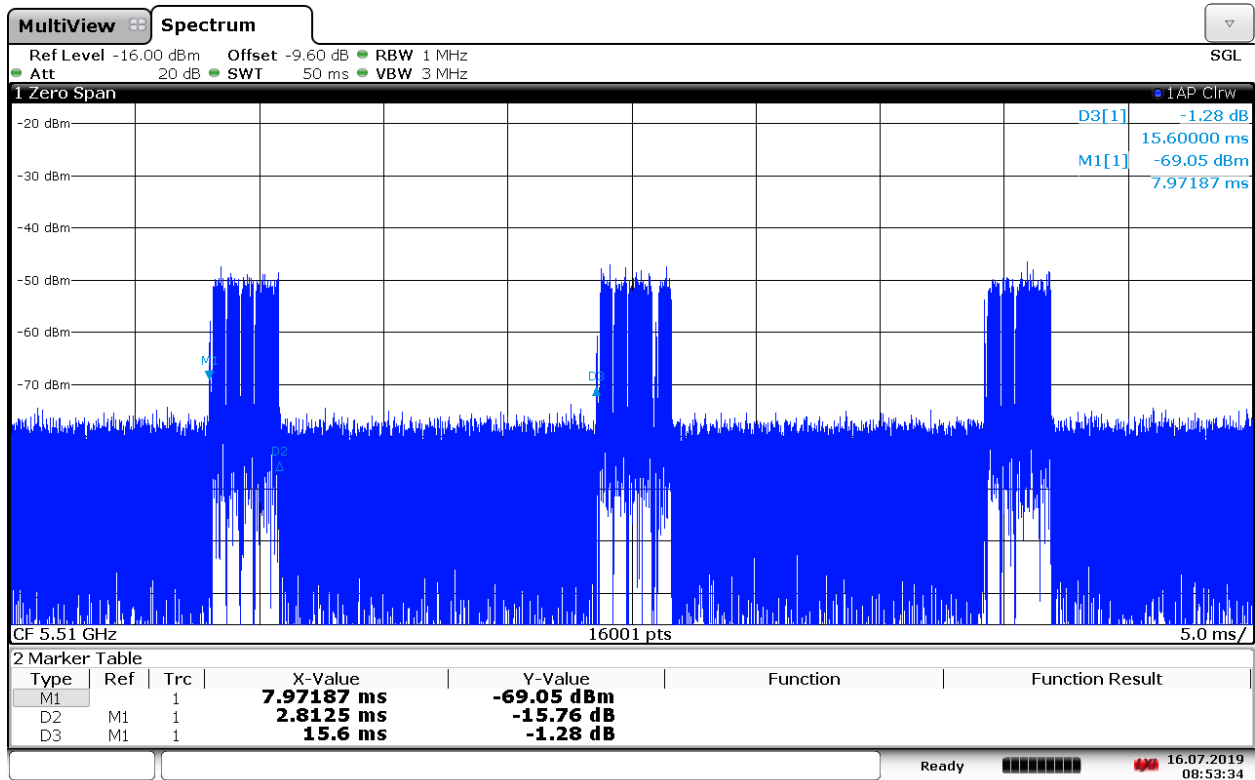 MultiView Spectrum
Ref Level -16.00 dBm Offset -9.60 dB RBW 1 MHz
SGL
Att 20 dB SWT 50 ms VBW 3 MHz
1 Zero Span 1AP Clrw
D3[1] -1.28 dB
15.60000 ms
M1[1] -69.05 dBm
7.97187 ms
-20 dBm
-30 dBm
-40 dBm
-50 dBm
-60 dBm
-70 dBm
M1
D3
D2
CF 5.51 GHz 16001 pts 5.0 ms/
2 Marker Table
Type Ref Trc X-Value Y-Value Function Function Result
M1 1 7.97187 ms -69.05 dBm
D2 M1 1 2.8125 ms -15.76 dB
D3 M1 1 15.6 ms -1.28 dB
Ready 16.07.2019
08:53:34